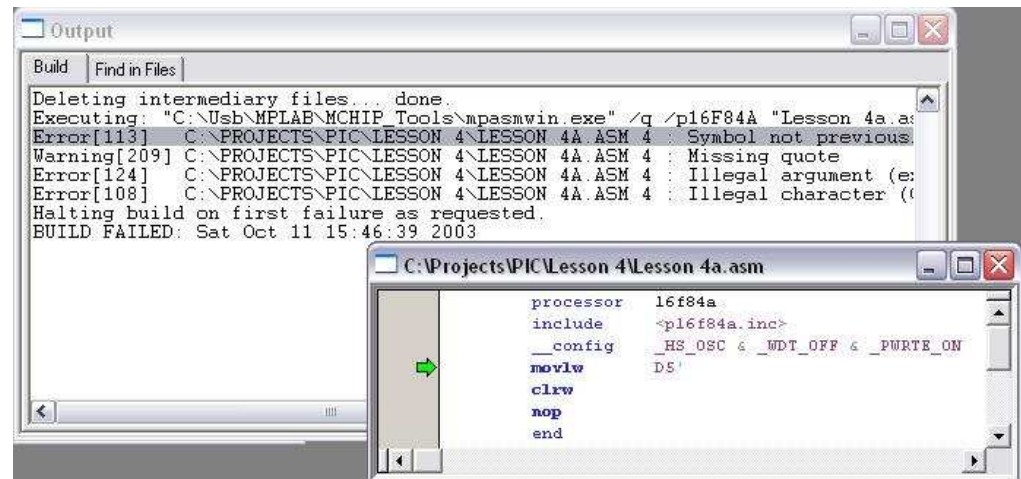 Output
Build Find in Files
Deleting intermediary files... done.
Executing: "C:\Usb\MPLAB\MCHIP_Tools\mpasmwin.exe" /q /p16F84A "Lesson 4a.as
Error[113] C:\PROJECTS\PIC\LESSON 4\LESSON 4A.ASM 4 : Symbol not previous
Warning[209] C:\PROJECTS\PIC\LESSON 4\LESSON 4A.ASM 4 : Missing quote
Error[124] C:\PROJECTS\PIC\LESSON 4\LESSON 4A.ASM 4 : Illegal argument (e
Error[108] C:\PROJECTS\PIC\LESSON 4\LESSON 4A.ASM 4 : Illegal character (
Halting build on first failure as requested.
BUILD FAILED: Sat Oct 11 15:46:39 2003
C:\Projects\PIC\Lesson 4\Lesson 4a.asm
processor 16f84a
include <p16f84a.inc>
__config _HS_OSC & _WDT_OFF & _PWRTE_ON
movlw D5'
clrw
nop
end